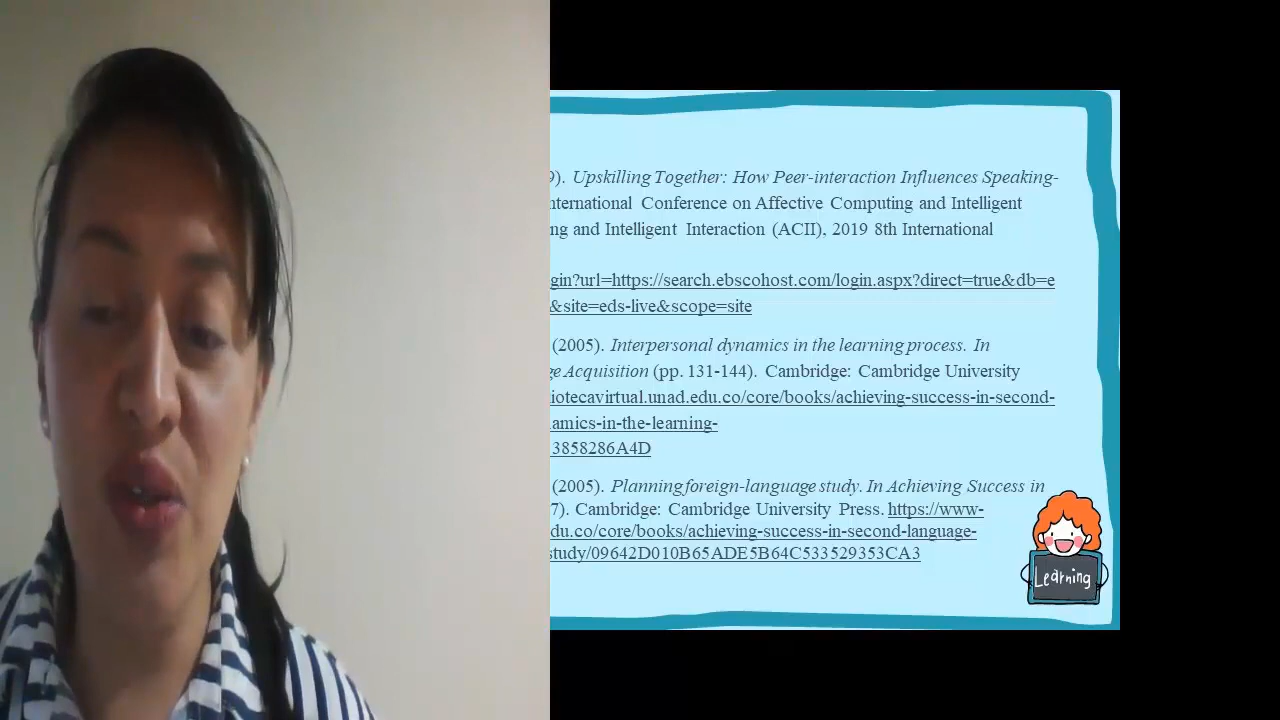 9). Upskilling Together: How Peer-interaction Influences Speaking-
nternational Conference on Affective Computing and Intelligent
ng and Intelligent Interaction (ACII), 2019 8th International
gin?url=https://search.ebscohost.com/login.aspx?direct=true&db=e
&site=eds-live&scope=site
(2005). Interpersonal dynamics in the learning process. In
ge Acquisition (pp. 131-144). Cambridge: Cambridge University
iotecavirtual.unad.edu.co/core/books/achieving-success-in-second-
amics-in-the-learning-
3858286A4D
(2005). Planning foreign-language study. In Achieving Success in
7). Cambridge: Cambridge University Press. https://www-
du.co/core/books/achieving-success-in-second-language-
study/09642D010B65ADE5B64C533529353CA3
Learning